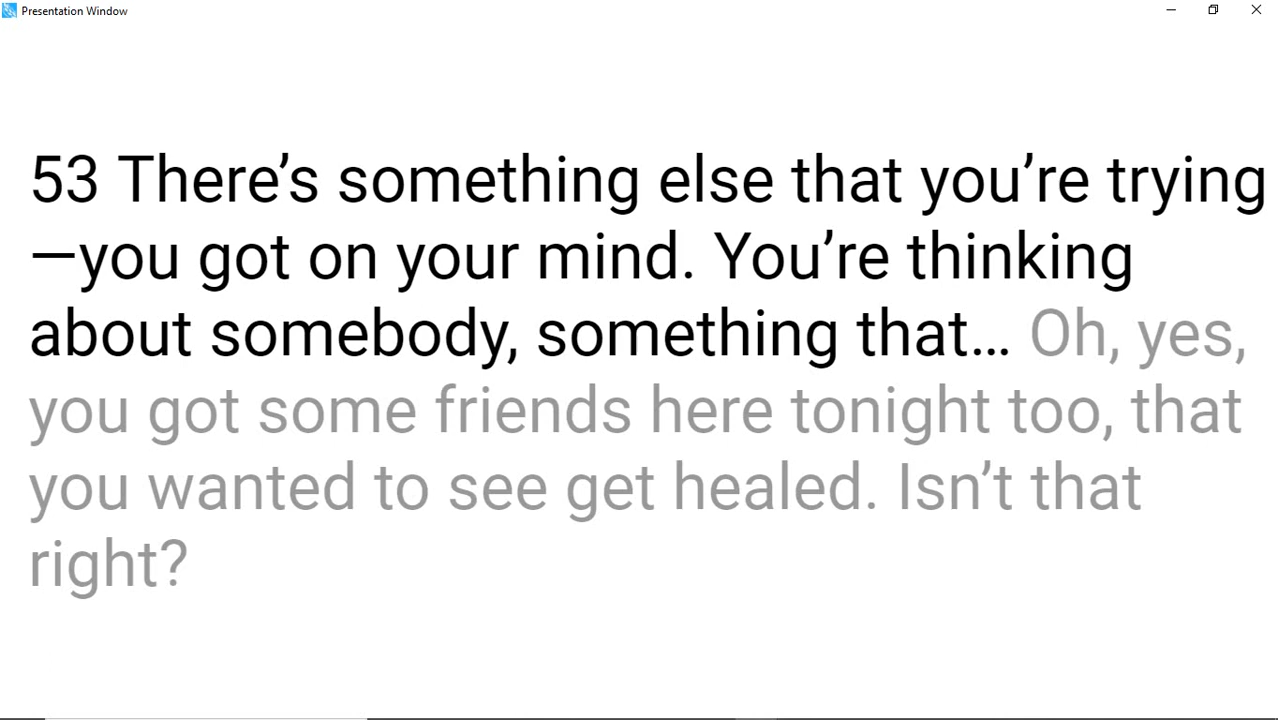 Presentation Window
53 There’s something else that you’re trying
—you got on your mind. You’re thinking
about somebody, something that… Oh, yes,
you got some friends here tonight too, that
you wanted to see get healed. Isn’t that
right?